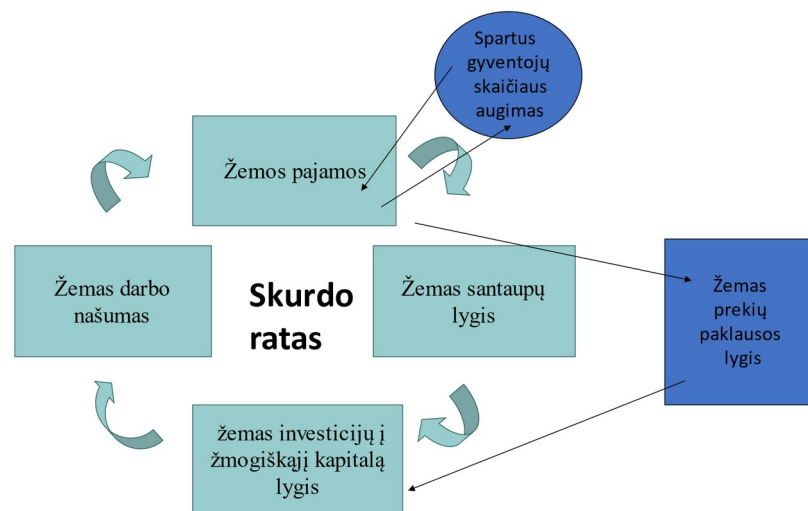 Spartus
gyventojų
skaičiaus
augimas
Žemos pajamos
Žemas darbo
našumas
Skurdo
ratas
Žemas santaupų
lygis
Žemas
prekių
paklausos
lygis
žemas investicijų į
žmogiškąjį kapitalą
lygis